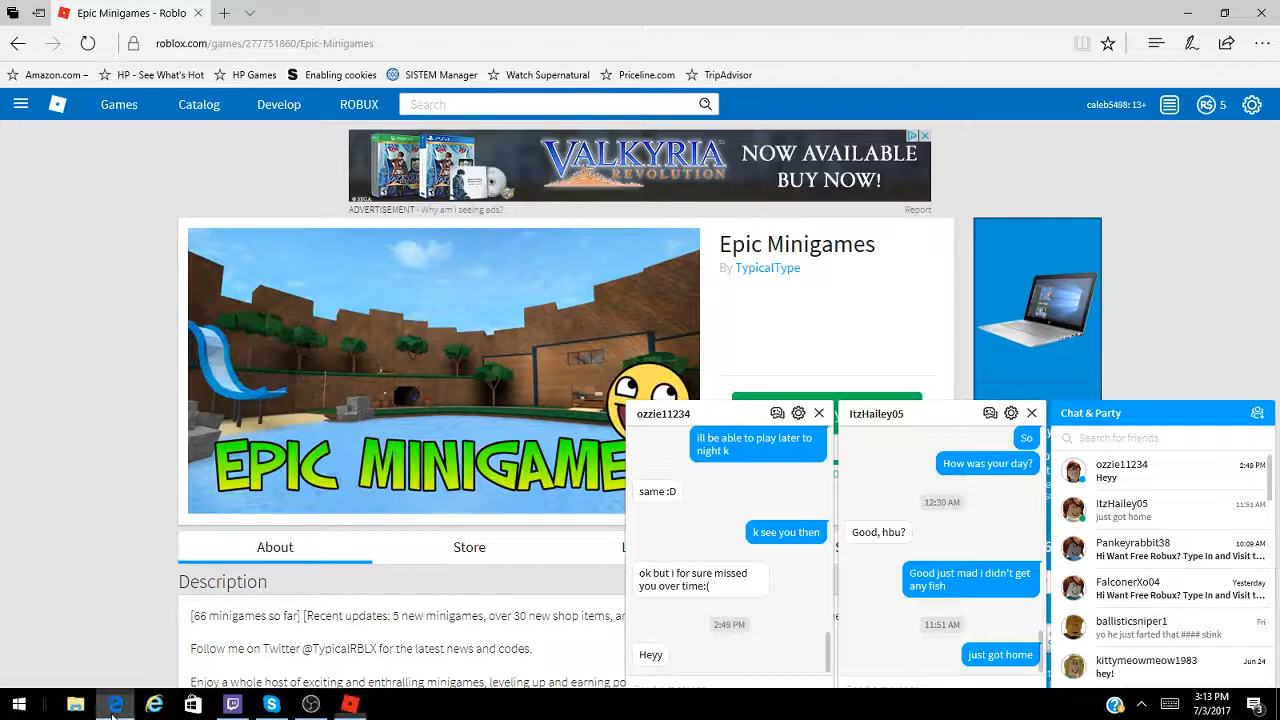 Epic Minigames - Roblo
roblox.com/games/277751860/Epic-Minigames
Amazon.com –
HP - See What's Hot
HP Games
Enabling cookies
SISTEM Manager
Watch Supernatural
Priceline.com
TripAdvisor
Games
Catalog
Develop
ROBUX
Search
caleb5498: 13+
R$ 5
VALKYRIA
REVOLUTION
NOW AVAILABLE
BUY NOW!
SEGA
ADVERTISEMENT - Why am I seeing ads?
Report
EPIC MINIGAME
Epic Minigames
By TypicalType
About
Store
Description
[66 minigames so far] [Recent updates: 5 new minigames, over 30 new shop items, a
Follow me on Twitter @TypicalRBLX for the latest news and codes.
Enjoy a whole host of exciting and enthralling minigames, leveling up and earning po
ozzie11234
ill be able to play later to
night k
same :D
k see you then
ok but i for sure missed
you over time:(
2:49 PM
Heyy
ItzHailey05
So
How was your day?
12:30 AM
Good, hbu?
Good just mad i didn't get
any fish
11:51 AM
just got home
Chat & Party
Search for friends
ozzie11234
2:49 PM
Heyy
ItzHailey05
11:51 AM
just got home
Pankeyrabbit38
10:09 AM
Hi Want Free Robux? Type In and Visit t...
FalconerXo04
Yesterday
Hi Want Free Robux? Type In and Visit t...
ballisticsniper1
Fri
yo he just farted that #### stink
kittymeowmeow1983
Jun 24
hey!
3:13 PM
7/3/2017
3